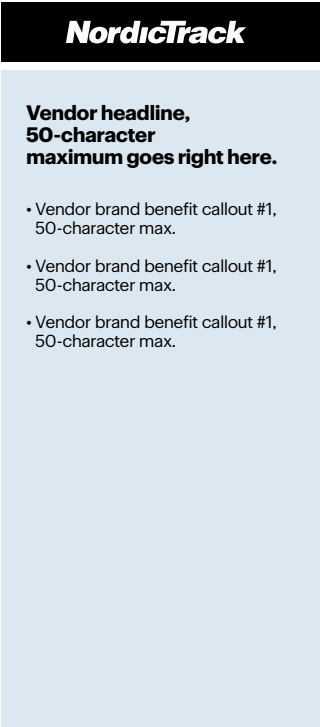 NordicTrack
Vendor headline,
50-character
maximum goes right here.
• Vendor brand benefit callout #1,
50-character max.
• Vendor brand benefit callout #1,
50-character max.
• Vendor brand benefit callout #1,
50-character max.